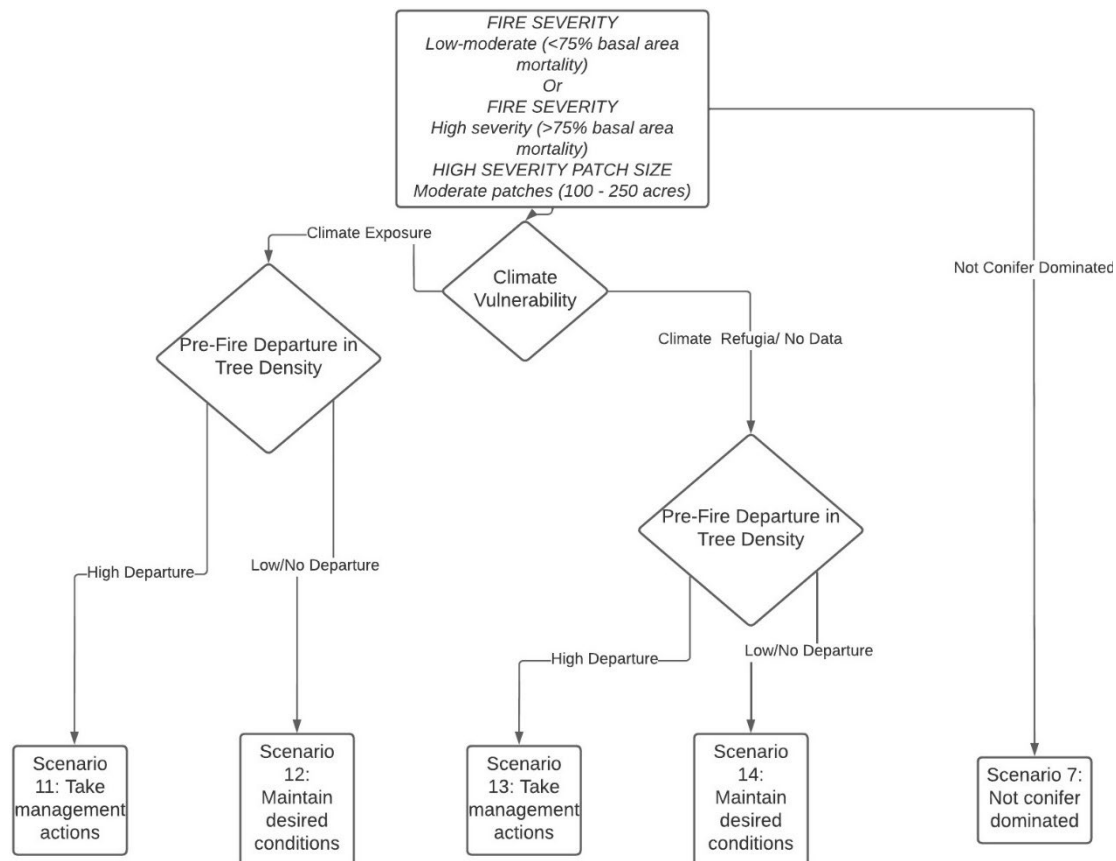 FIRE SEVERITY
Low-moderate (<75% basal area
mortality)
Or
FIRE SEVERITY
High severity (>75% basal area
mortality)
HIGH SEVERITY PATCH SIZE
Moderate patches (100 - 250 acres)
Climate Exposure
Climate
Vulnerability
Not Conifer Dominated
Pre-Fire Departure in
Tree Density
Climate Refugia/ No Data
Pre-Fire Departure in
Tree Density
High Departure
Low/No Departure
High Departure
Low/No Departure
Scenario
11: Take
management
actions
Scenario
12:
Maintain
desired
conditions
Scenario
13: Take
management
actions
Scenario
14:
Maintain
desired
conditions
Scenario 7:
Not conifer
dominated